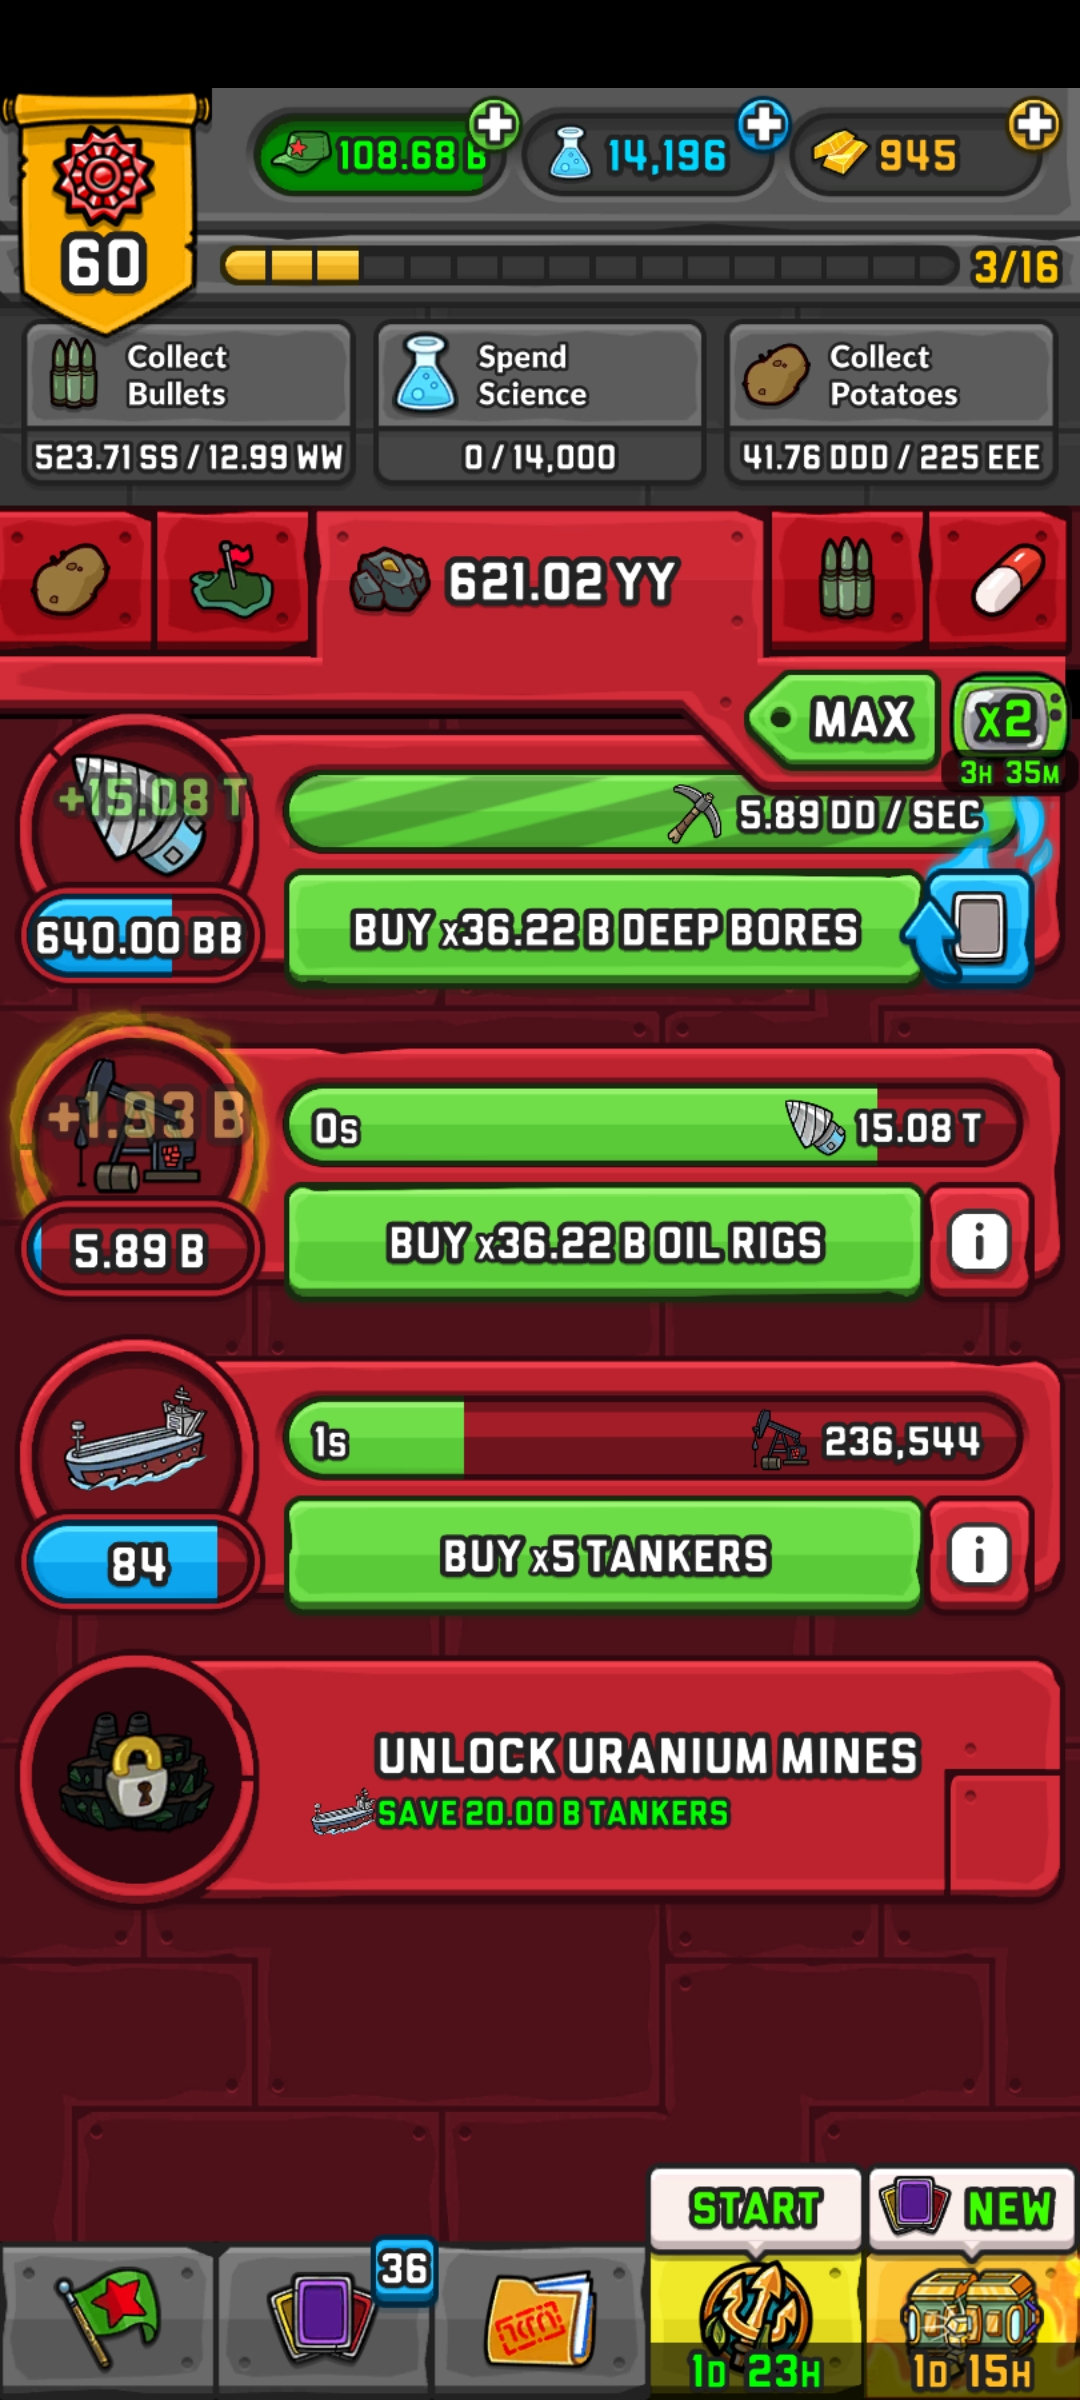 108.68 B
14,196
945
60
3/16
Collect
Bullets
523.71 SS / 12.99 WW
Spend
Science
0 / 14,000
Collect
Potatoes
41.76 DDD / 225 EEE
621.02 YY
MAX
x2
3H 35M
+15.08 T
5.89 DD / SEC
640.00 BB
BUY x36.22 B DEEP BORES
+1.93 B
0s
15.08 T
5.89 B
BUY x36.22 B OIL RIGS
i
1s
236,544
84
BUY x5 TANKERS
i
UNLOCK URANIUM MINES
SAVE 20.00 B TANKERS
START
NEW
36
1D 23H
1D 15H